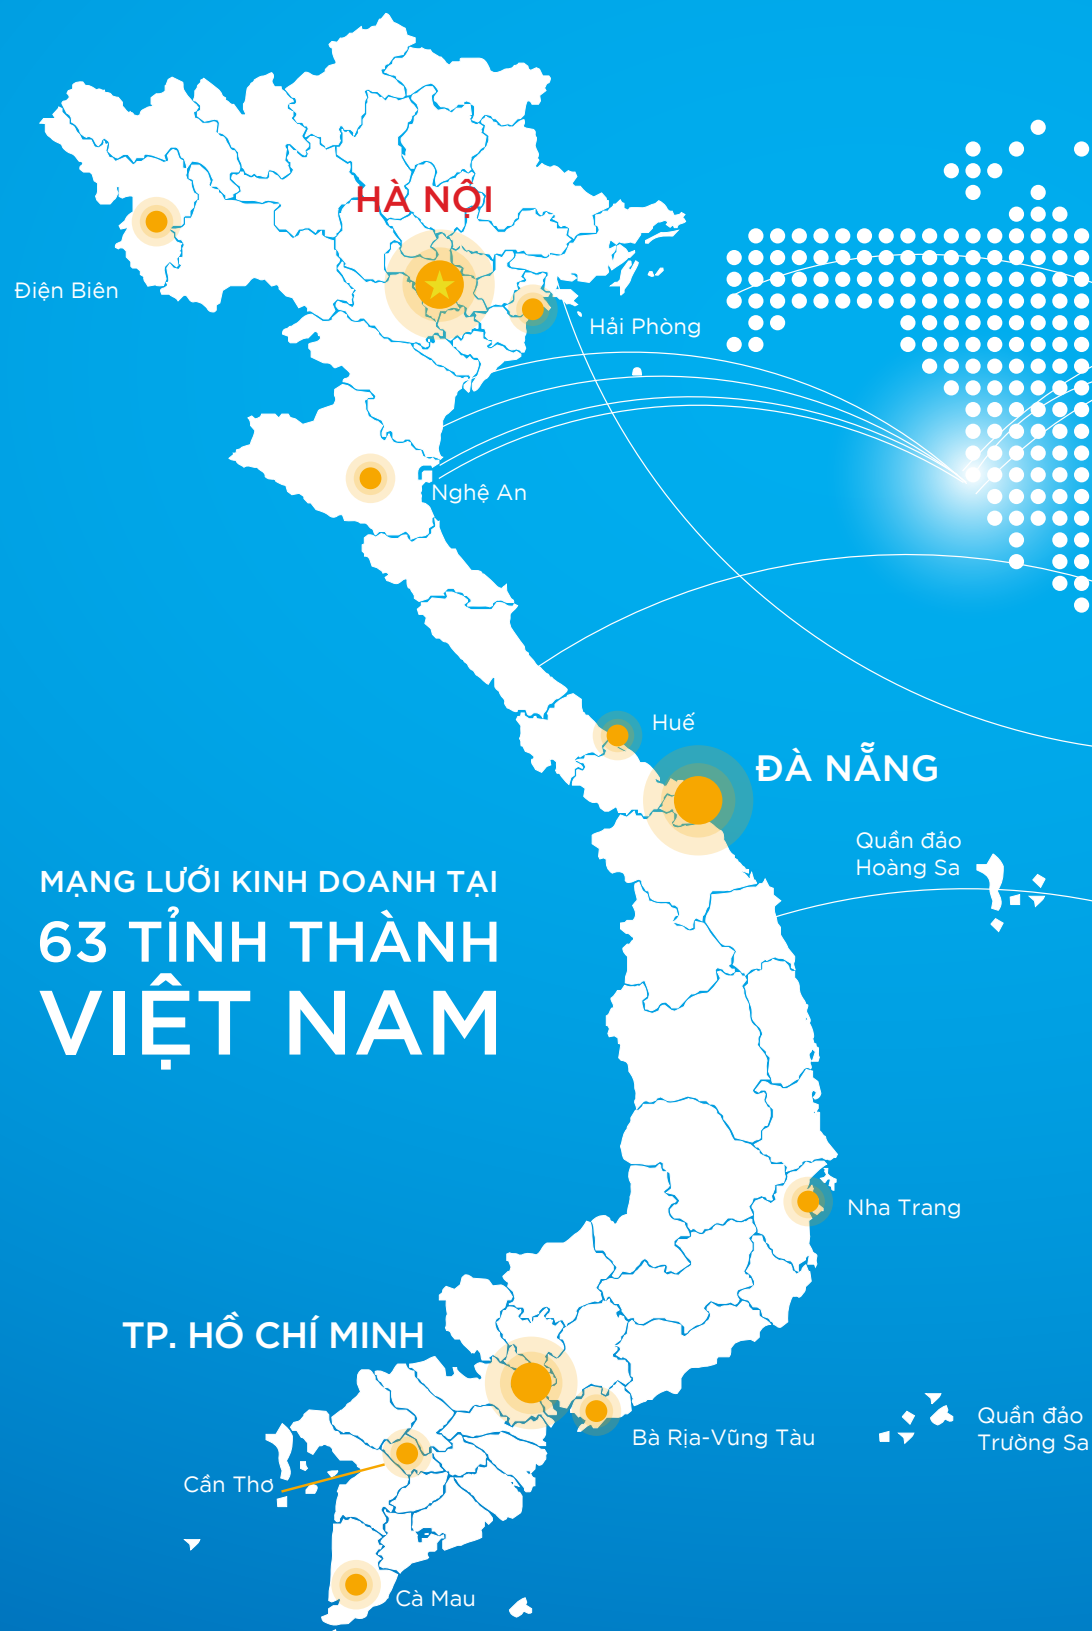 HÀ NỘI
Điện Biên
Hải Phòng
Nghệ An
Huế
ĐÀ NẴNG
Quần đảo
Hoàng Sa
MẠNG LƯỚI KINH DOANH TẠI
63 TỈNH THÀNH
VIỆT NAM
Nha Trang
TP. HỒ CHÍ MINH
Quần đảo
Trường Sa
Bà Rịa-Vũng Tàu
Cần Thơ
Cà Mau